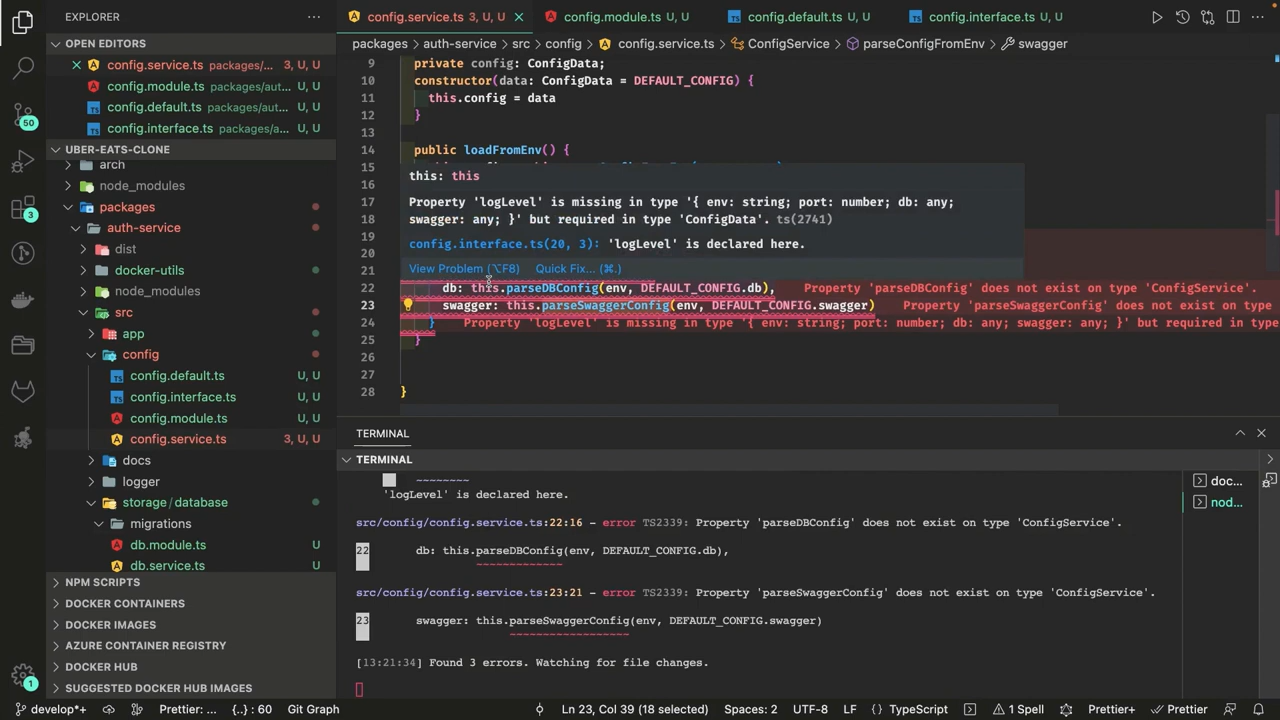 EXPLORER
OPEN EDITORS
config.service.ts packages/... 3, U, U
config.module.ts packages/aut...
config.default.ts packages/aut...
config.interface.ts packages/a...
UBER-EATS-CLONE
arch
node_modules
packages
auth-service
dist
docker-utils
node_modules
src
app
config
config.default.ts U, U
config.interface.ts U, U
config.module.ts U, U
config.service.ts 3, U, U
docs
logger
storage/database
migrations
db.module.ts U
db.service.ts U
NPM SCRIPTS
DOCKER CONTAINERS
DOCKER IMAGES
AZURE CONTAINER REGISTRY
DOCKER HUB
SUGGESTED DOCKER HUB IMAGES
50
3
1
config.service.ts 3, U, U
config.module.ts U, U
config.default.ts U, U
config.interface.ts U, U
packages > auth-service > src > config > config.service.ts > ConfigService > parseConfigFromEnv > swagger
9 private config: ConfigData;
10 constructor(data: ConfigData = DEFAULT_CONFIG) {
11 this.config = data
12 }
13
14 public loadFromEnv() {
15
16 this: this
17 Property 'logLevel' is missing in type '{ env: string; port: number; db: any;
18 swagger: any; }' but required in type 'ConfigData'. ts(2741)
19 config.interface.ts(20, 3): 'logLevel' is declared here.
20
21 View Problem (⌥F8) Quick Fix... (⌘.)
22 db: this.parseDBConfig(env, DEFAULT_CONFIG.db), Property 'parseDBConfig' does not exist on type 'ConfigService'.
23 swagger: this.parseSwaggerConfig(env, DEFAULT_CONFIG.swagger) Property 'parseSwaggerConfig' does not exist on
24 } Property 'logLevel' is missing in type '{ env: string; port: number; db: any; swagger: any; }' but required in type
25 }
26
27
28 }
TERMINAL
TERMINAL
~~~~~~~~
'logLevel' is declared here.
src/config/config.service.ts:22:16 - error TS2339: Property 'parseDBConfig' does not exist on type 'ConfigService'.
22 db: this.parseDBConfig(env, DEFAULT_CONFIG.db),
~~~~~~~~~~~~~
src/config/config.service.ts:23:21 - error TS2339: Property 'parseSwaggerConfig' does not exist on type 'ConfigService'.
23 swagger: this.parseSwaggerConfig(env, DEFAULT_CONFIG.swagger)
~~~~~~~~~~~~~~~~~~
[13:21:34] Found 3 errors. Watching for file changes.
doc...
nod...
develop*+ Prettier: ... {..} : 60 Git Graph Ln 23, Col 39 (18 selected) Spaces: 2 UTF-8 LF TypeScript 1 Spell Prettier+ Prettier